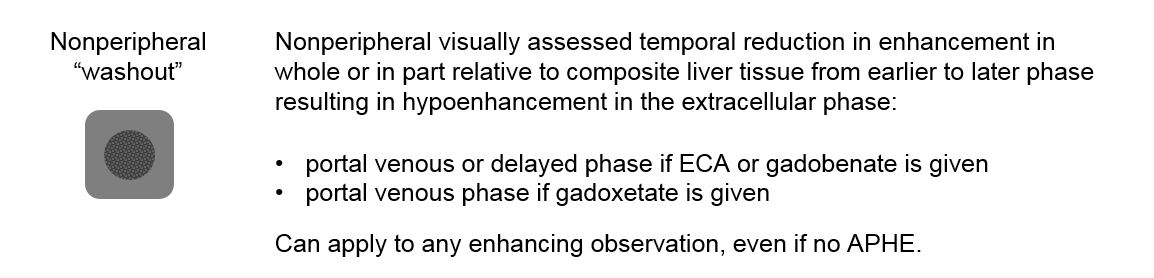 Nonperipheral
“washout”
Nonperipheral visually assessed temporal reduction in enhancement in
whole or in part relative to composite liver tissue from earlier to later phase
resulting in hypoenhancement in the extracellular phase:
• portal venous or delayed phase if ECA or gadobenate is given
• portal venous phase if gadoxetate is given
Can apply to any enhancing observation, even if no APHE.